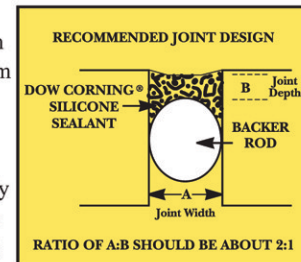 RECOMMENDED JOINT DESIGN
DOW CORNING®
SILICONE
SEALANT
B
Joint
Depth
BACKER
ROD
A
Joint Width
RATIO OF A:B SHOULD BE ABOUT 2:1